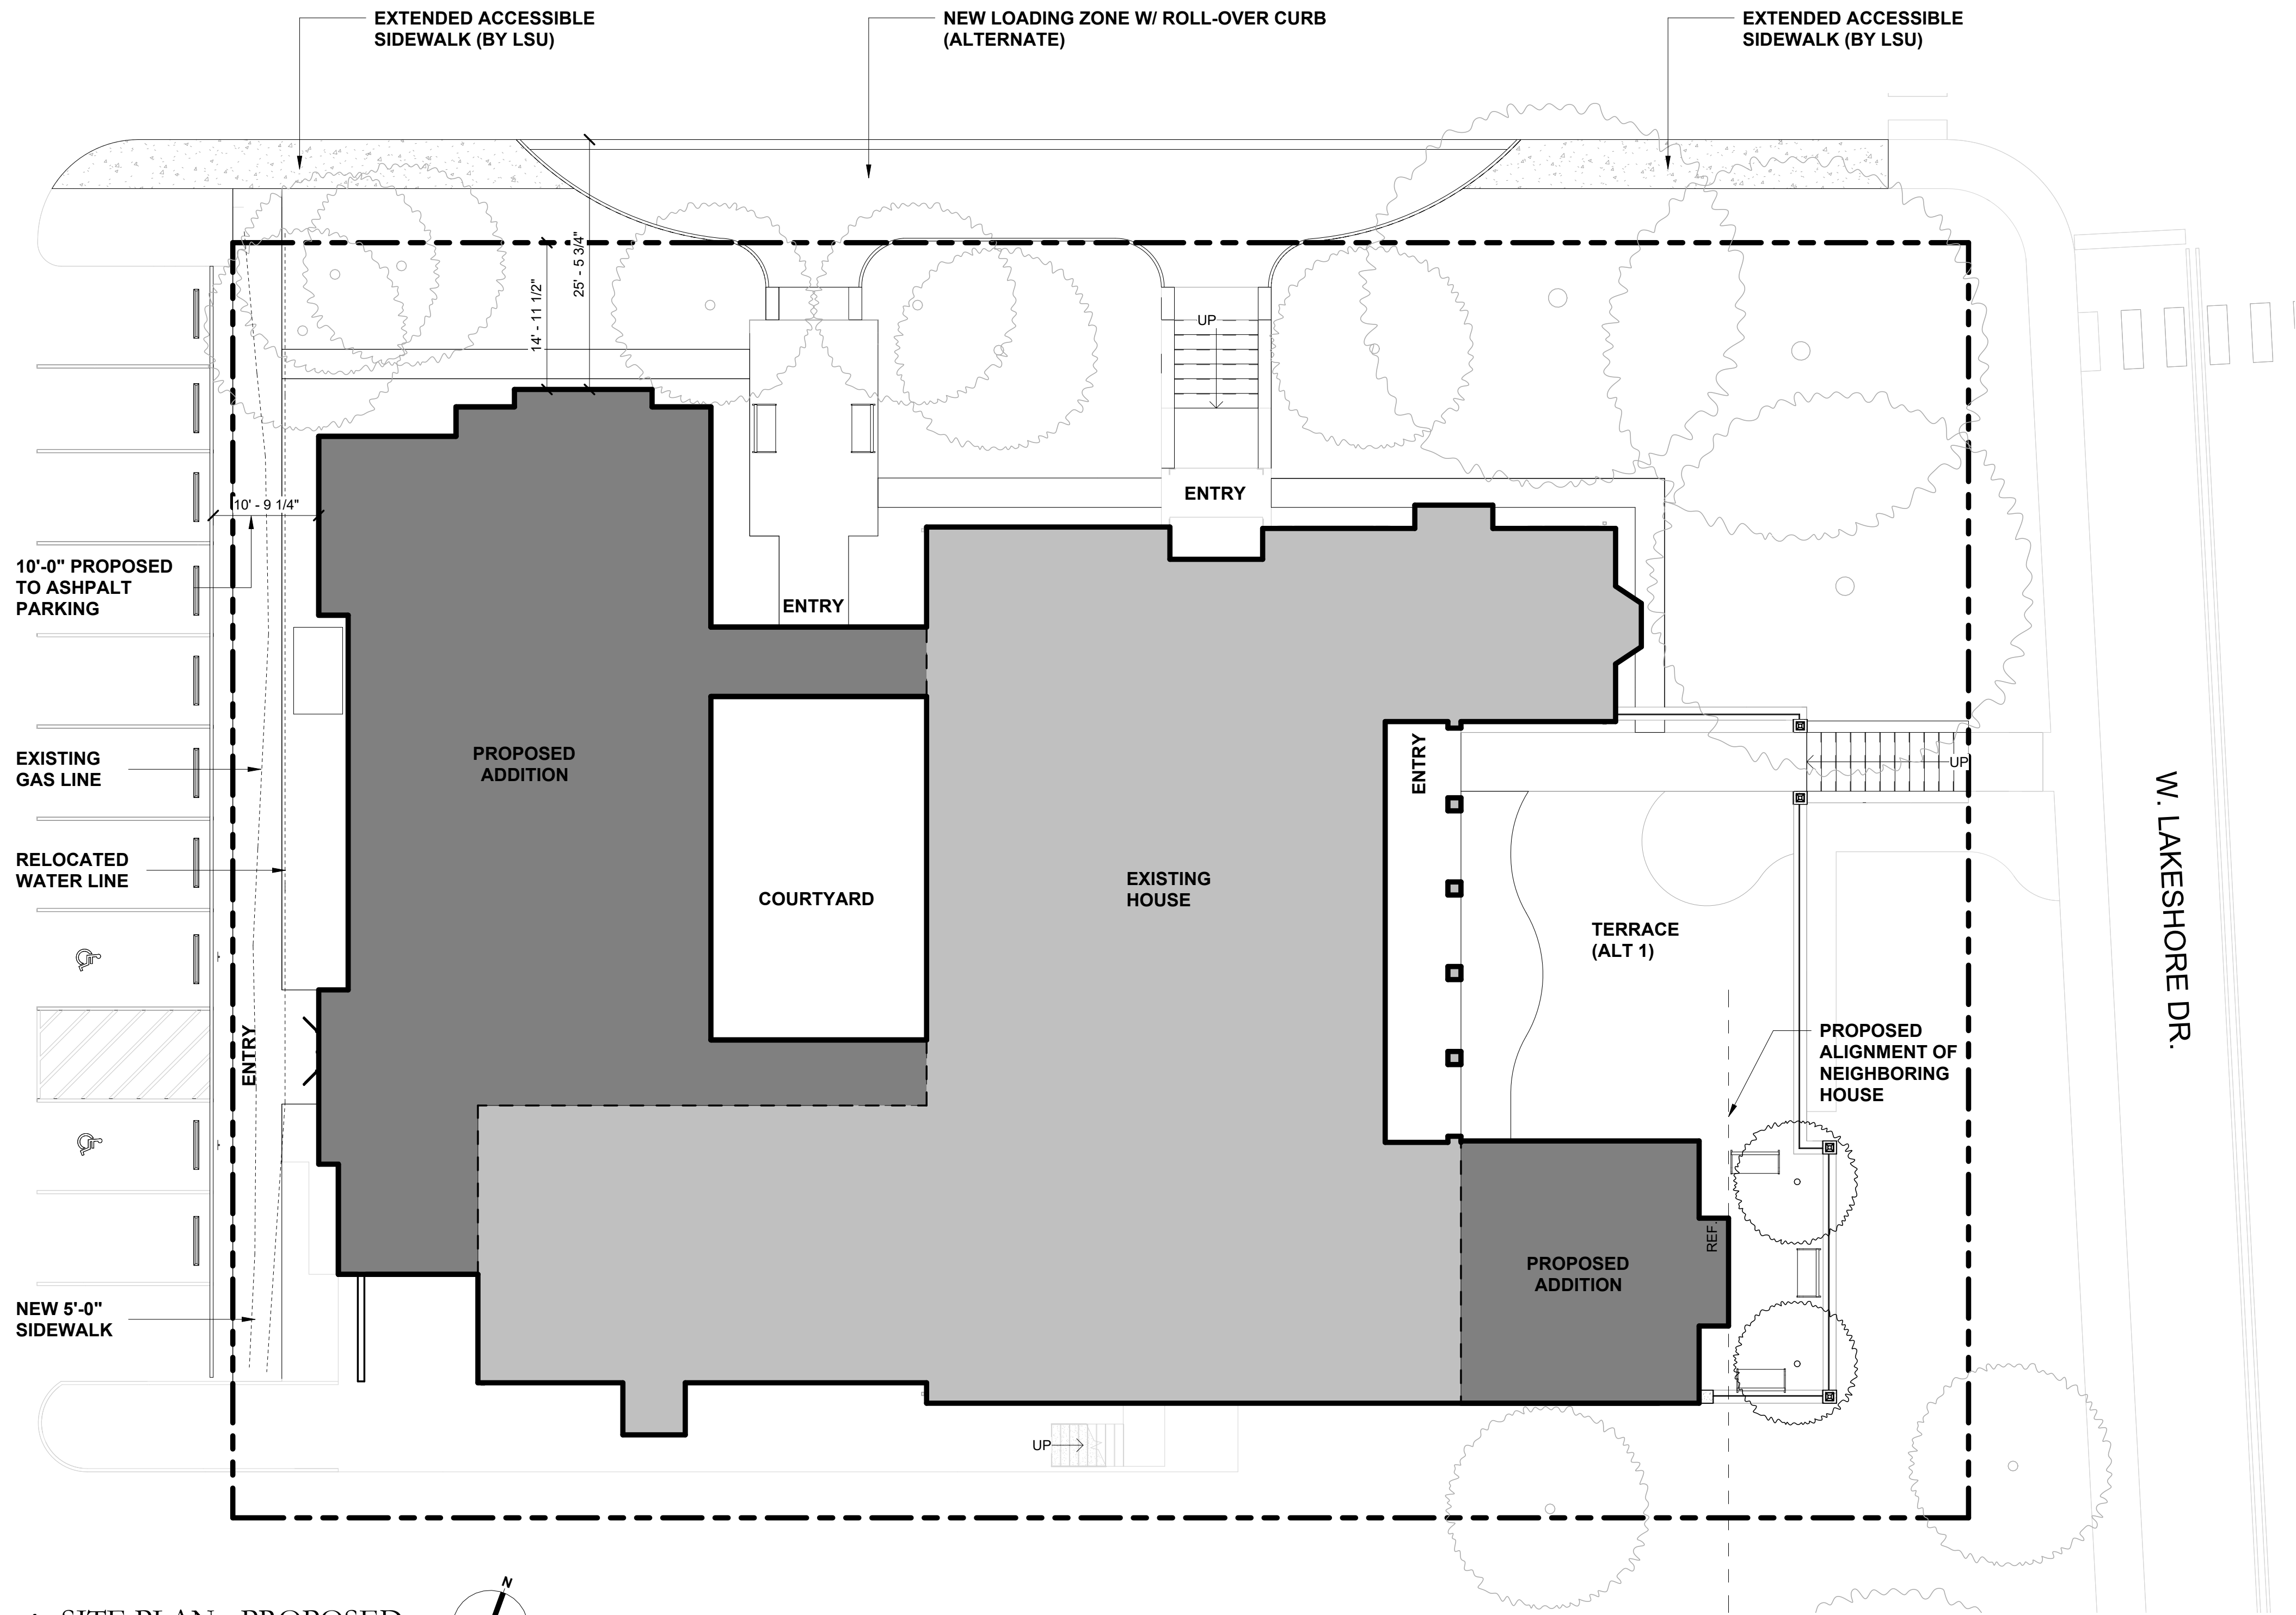 EXTENDED ACCESSIBLE
SIDEWALK (BY LSU)
NEW LOADING ZONE W/ ROLL-OVER CURB
(ALTERNATE)
EXTENDED ACCESSIBLE
SIDEWALK (BY LSU)
14' - 11 1/2"
25' - 5 3/4"
UP
10' - 9 1/4"
ENTRY
10'-0" PROPOSED
TO ASHPALT
PARKING
ENTRY
EXISTING
GAS LINE
PROPOSED
ADDITION
ENTRY
UP
RELOCATED
WATER LINE
COURTYARD
EXISTING
HOUSE
TERRACE
(ALT 1)
W. LAKESHORE DR.
ENTRY
PROPOSED
ALIGNMENT OF
NEIGHBORING
HOUSE
REF.
PROPOSED
ADDITION
NEW 5'-0"
SIDEWALK
UP
N
SITE PLAN - PROPOSED